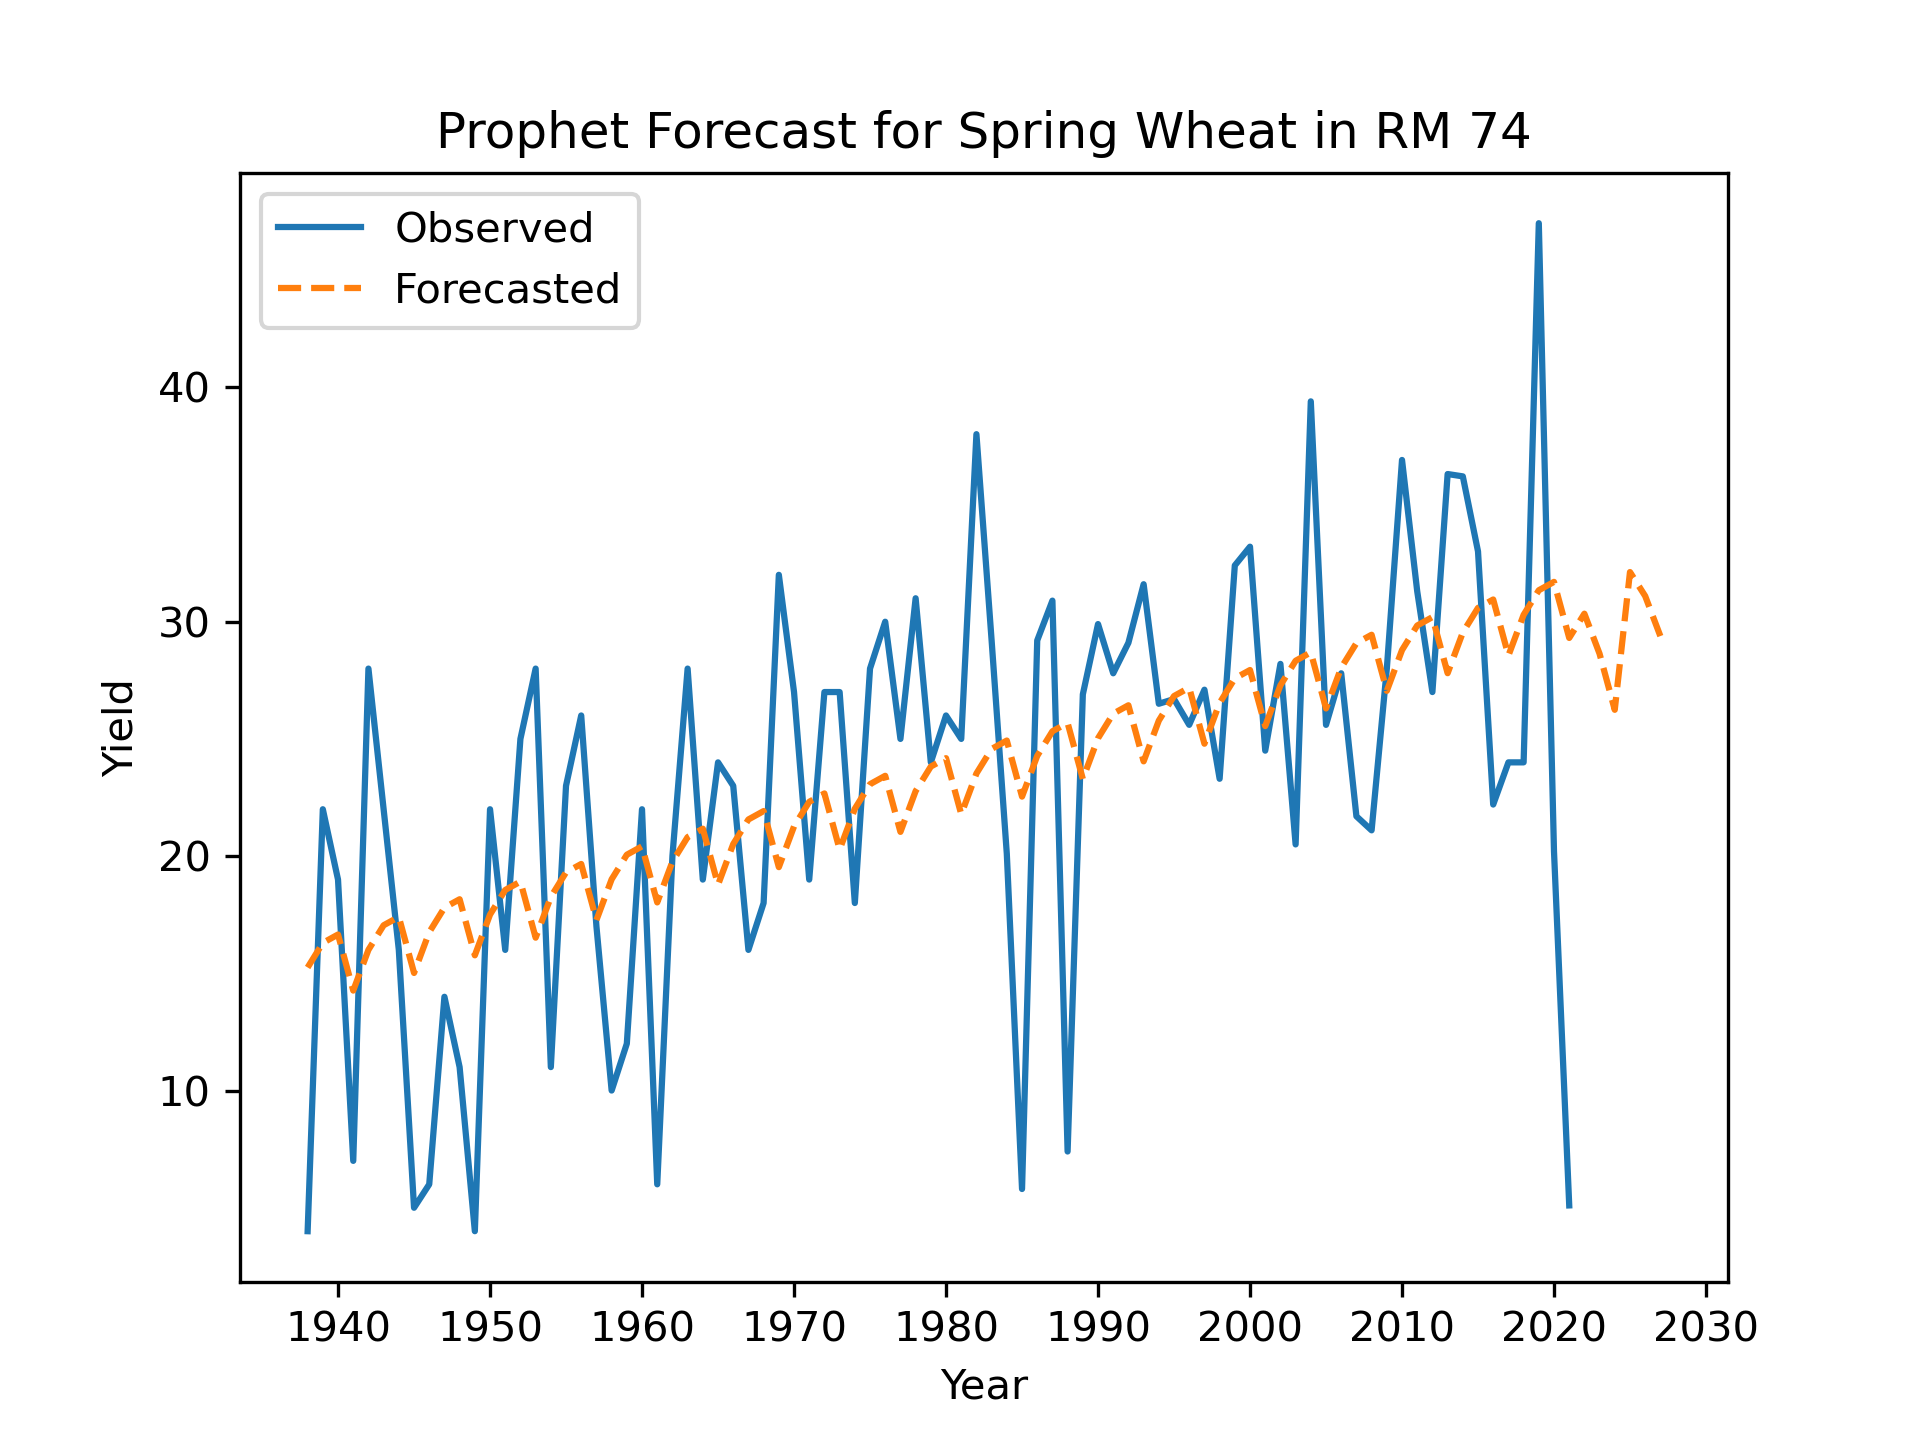 Prophet Forecast for Spring Wheat in RM 74
Observed
Forecasted
40
30
20
10
Yield
1940 1950 1960 1970 1980 1990 2000 2010 2020 2030
Year